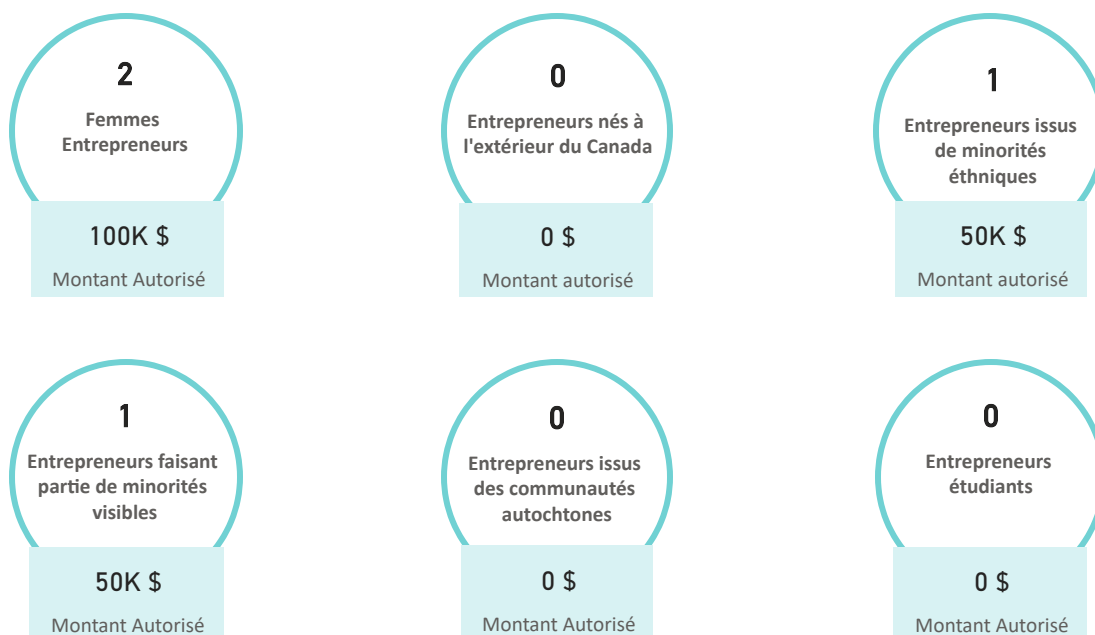 2
Femmes
Entrepreneurs
100K $
Montant Autorisé
0
Entrepreneurs nés à
l'extérieur du Canada
0 $
Montant autorisé
1
Entrepreneurs issus
de minorités
éthniques
50K $
Montant autorisé
1
Entrepreneurs faisant
partie de minorités
visibles
50K $
Montant Autorisé
0
Entrepreneurs issus
des communautés
autochtones
0 $
Montant Autorisé
0
Entrepreneurs
étudiants
0 $
Montant Autorisé